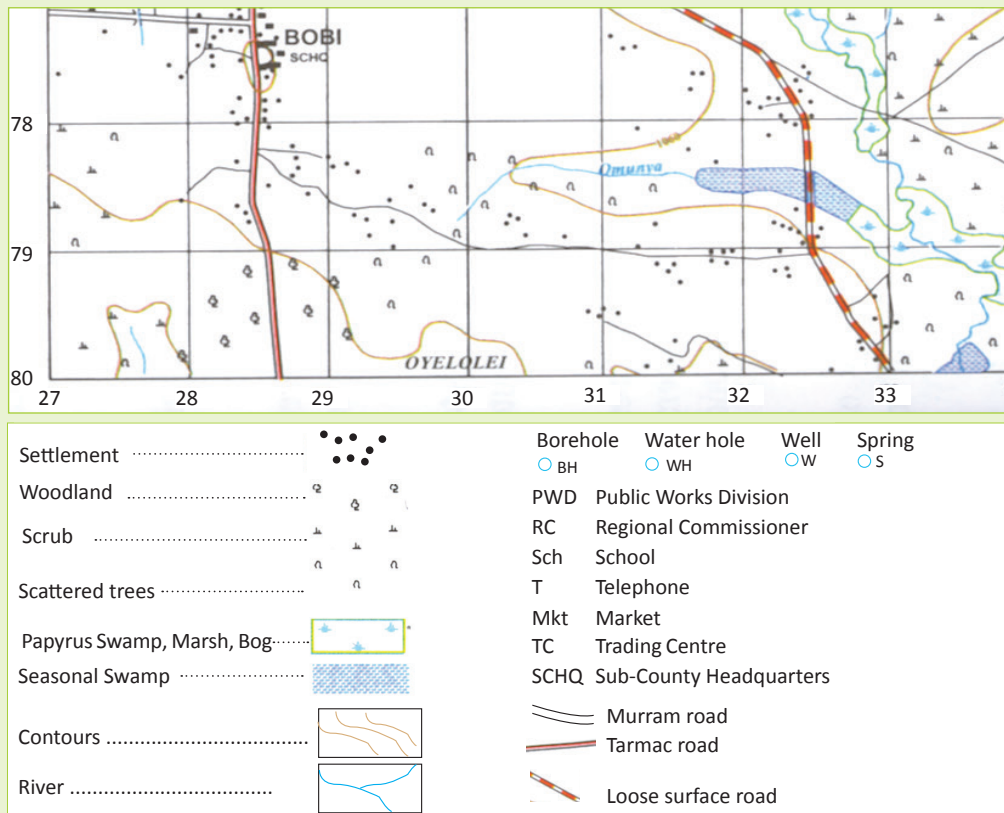 BOBI
SCHQ
78
1060
Omunya
79
OYELOLEI
80
27 28 29 30 31 32 33
Settlement
Woodland
Scrub
Scattered trees
Papyrus Swamp, Marsh, Bog
Seasonal Swamp
Contours
River
Borehole Water hole Well Spring
BH WH W S
PWD Public Works Division
RC Regional Commissioner
Sch School
T Telephone
Mkt Market
TC Trading Centre
SCHQ Sub-County Headquarters
Murram road
Tarmac road
Loose surface road